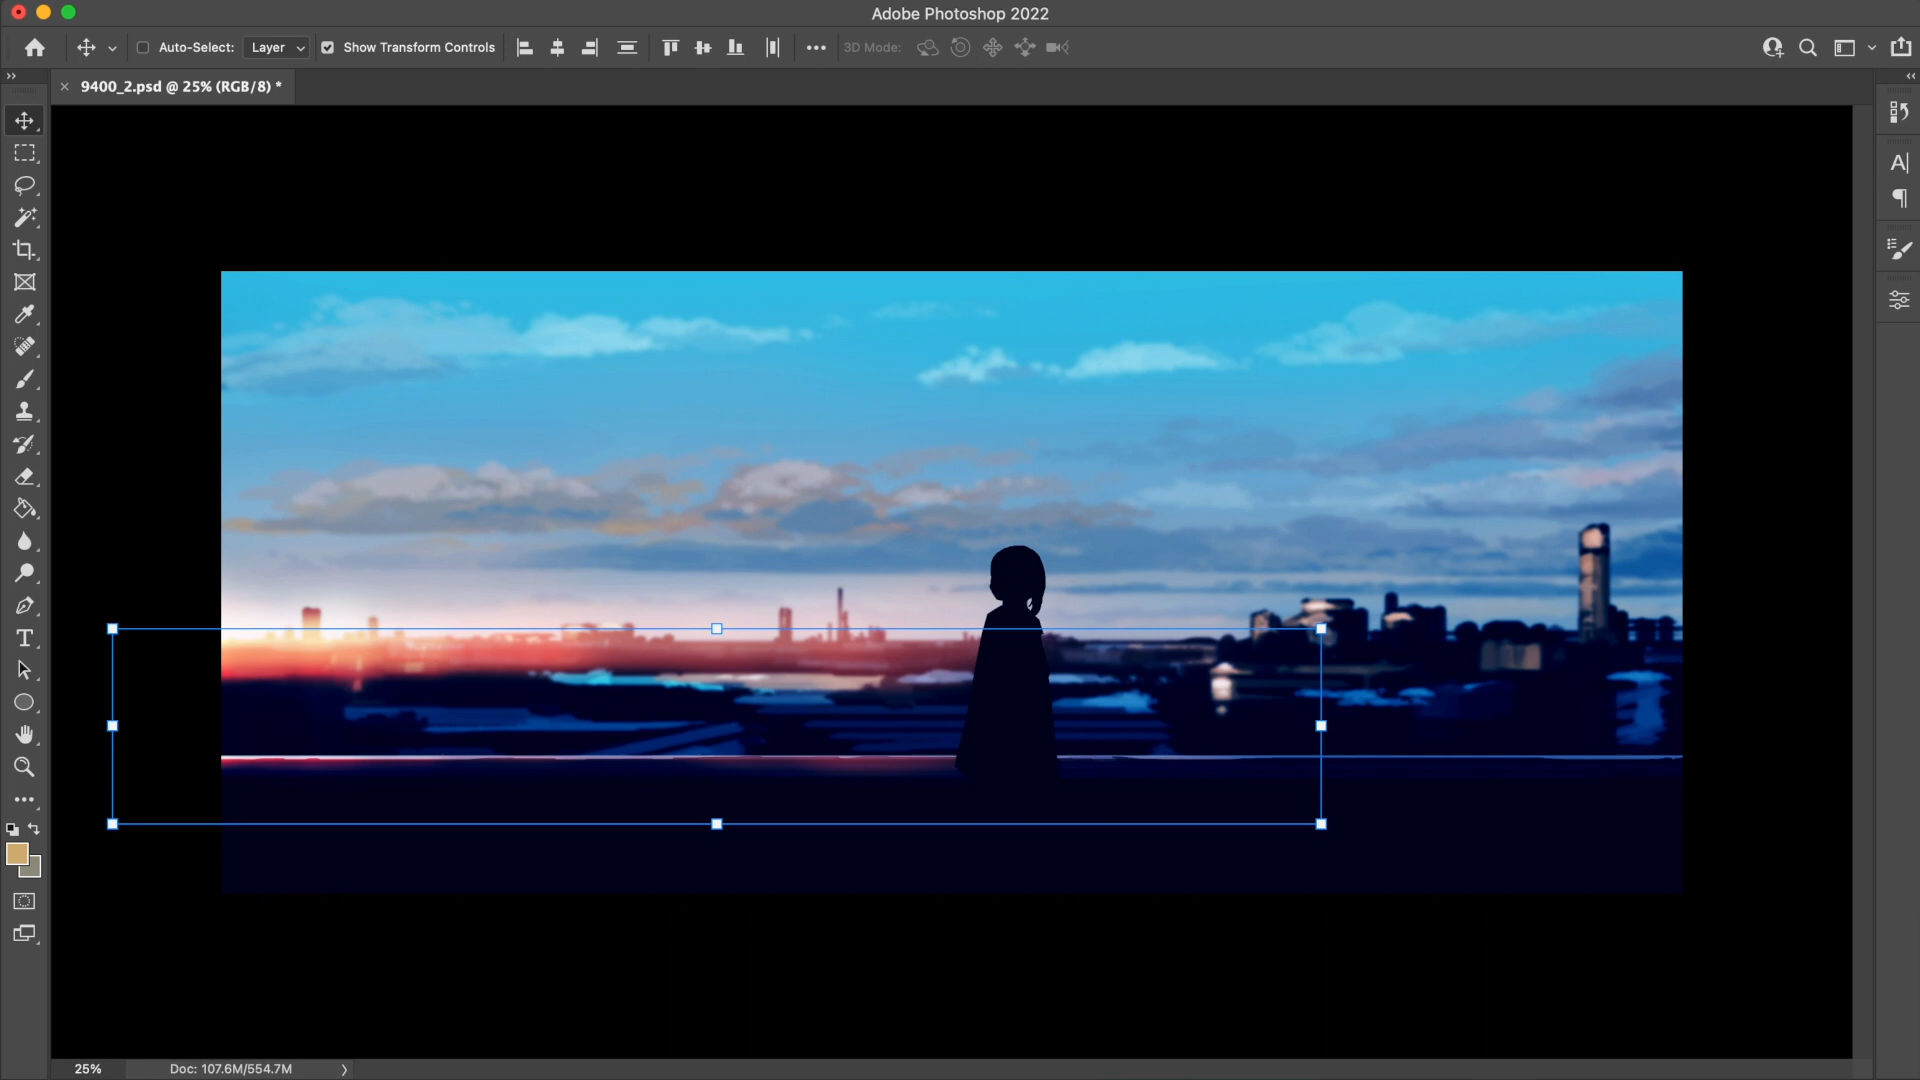 Adobe Photoshop 2022
Auto-Select: Layer Show Transform Controls 3D Mode:
9400_2.psd @ 25% (RGB/8) *
25% Doc: 107.6M/554.7M